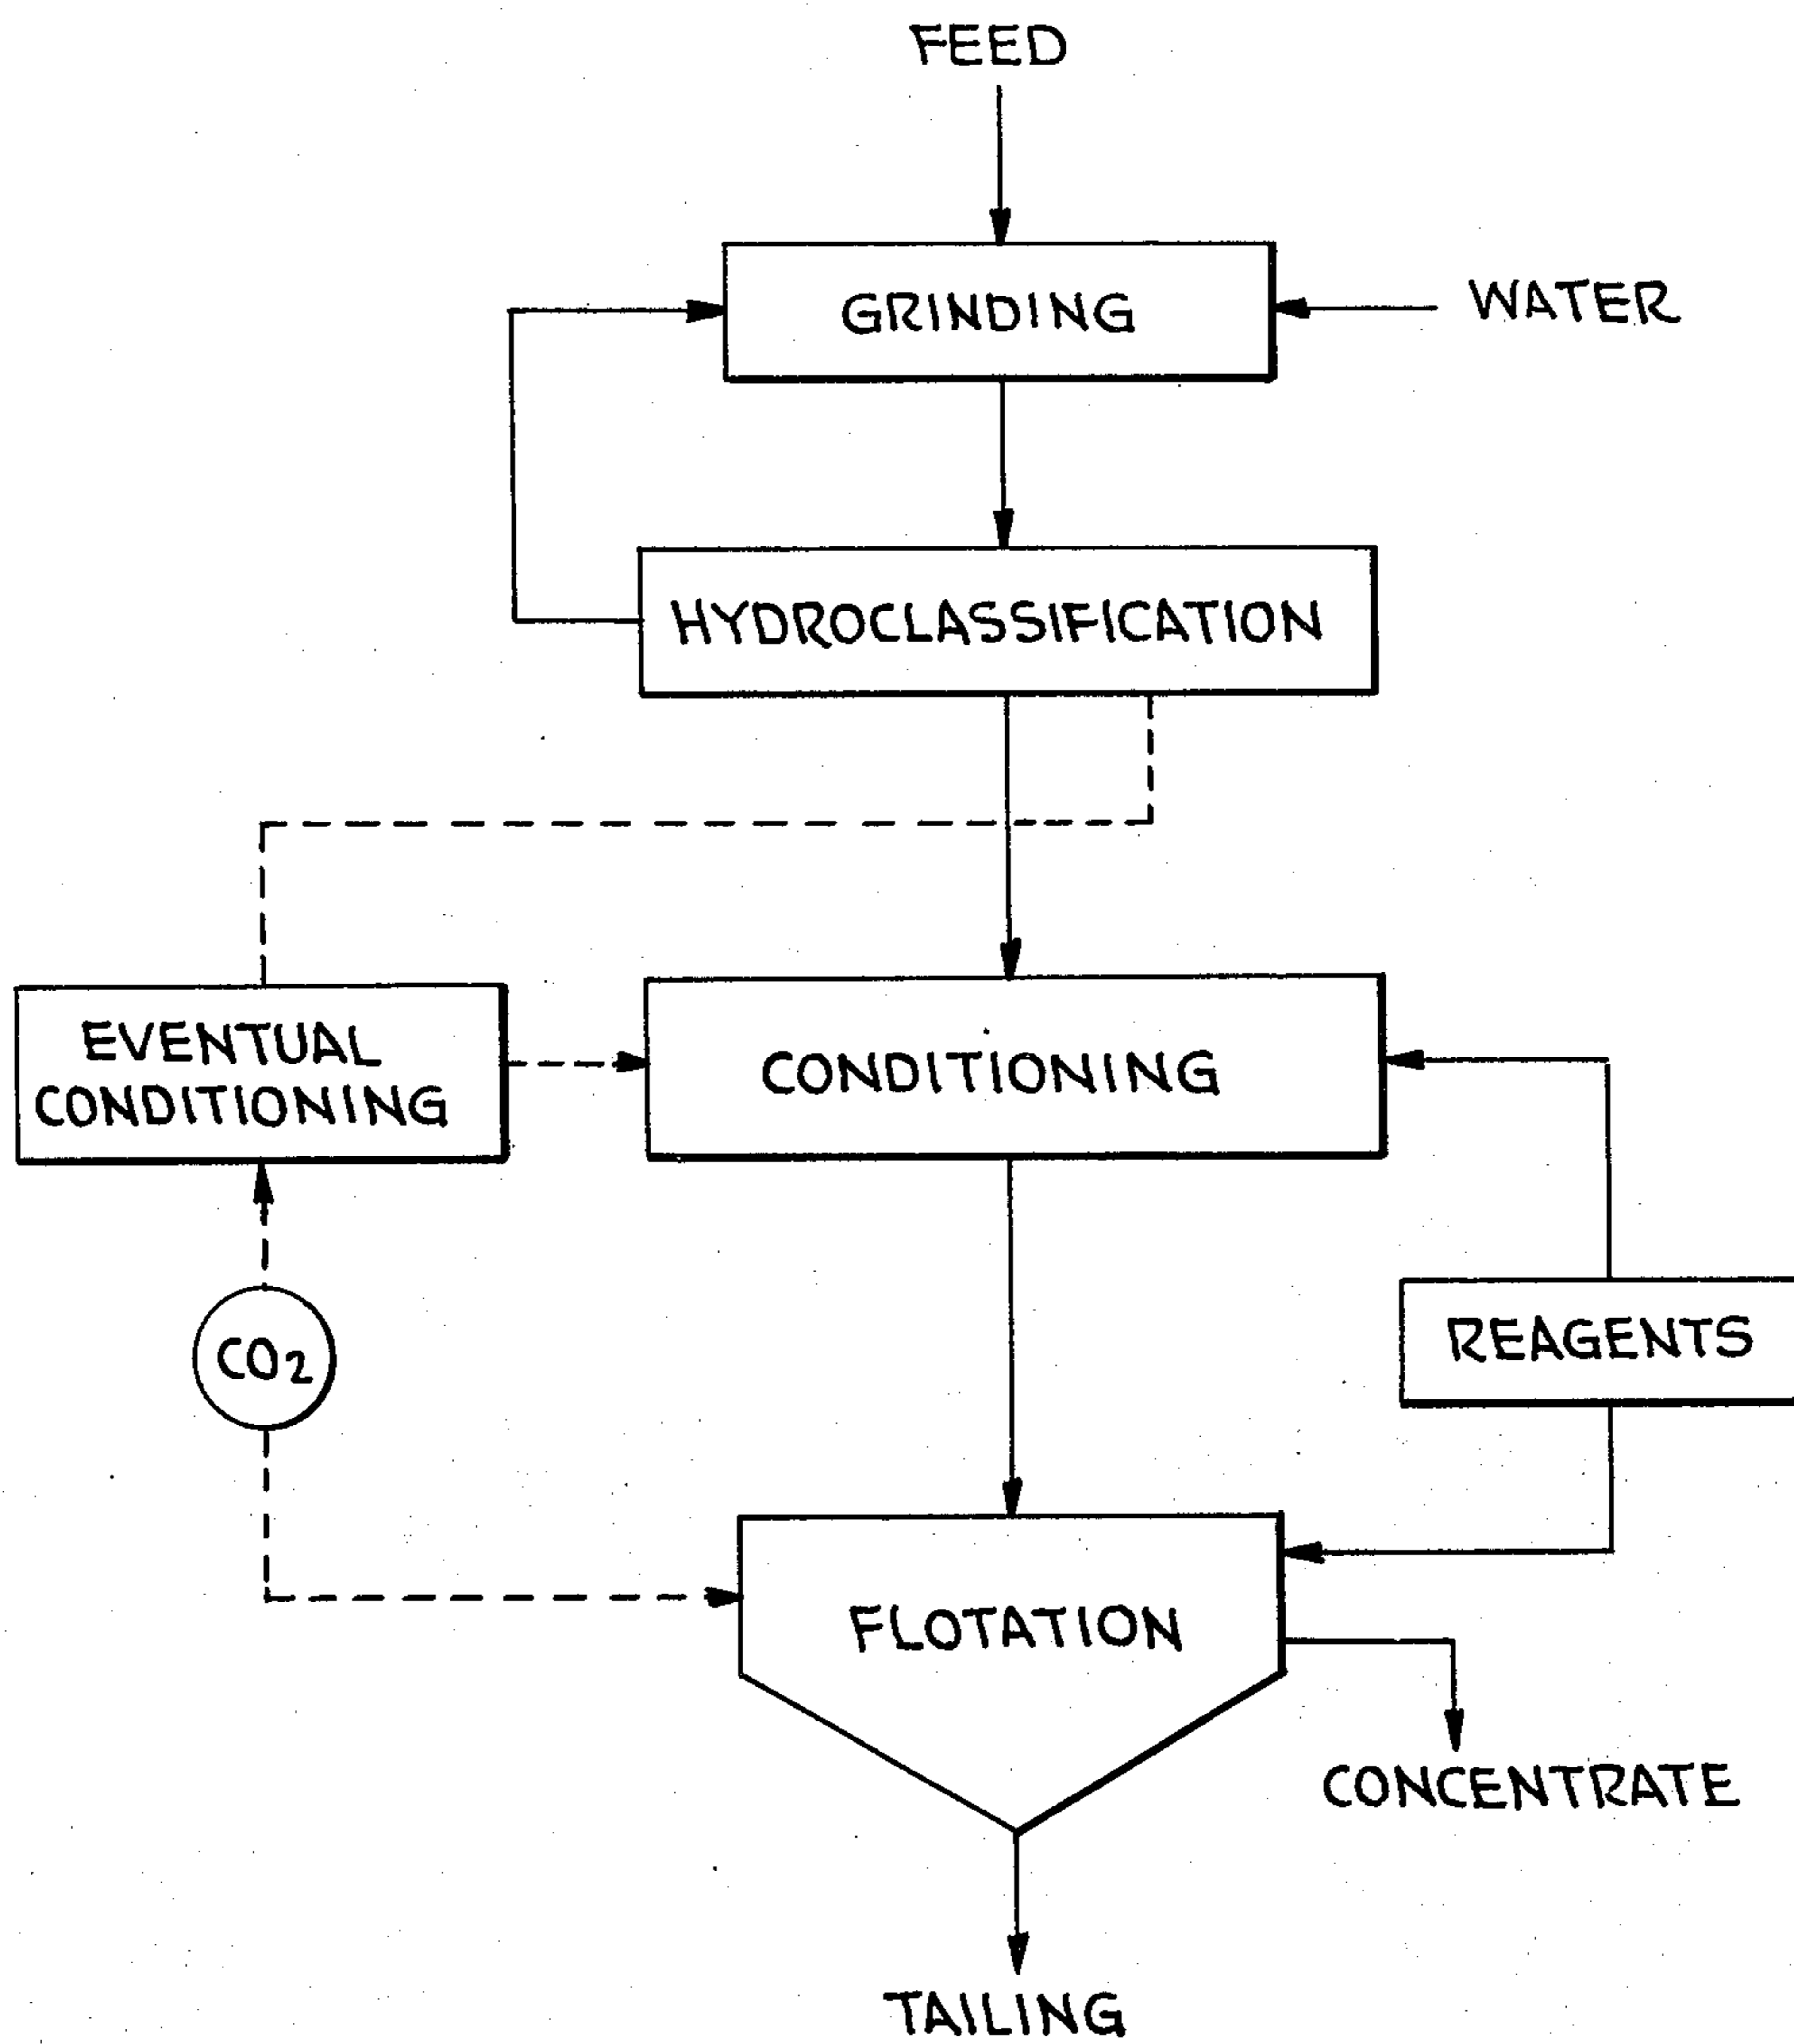 FEED
GRINDING
WATER
HYDROCLASSIFICATION
EVENTUAL
CONDITIONING
CONDITIONING
CO₂
REAGENTS
FLOTATION
CONCENTRATE
TAILING